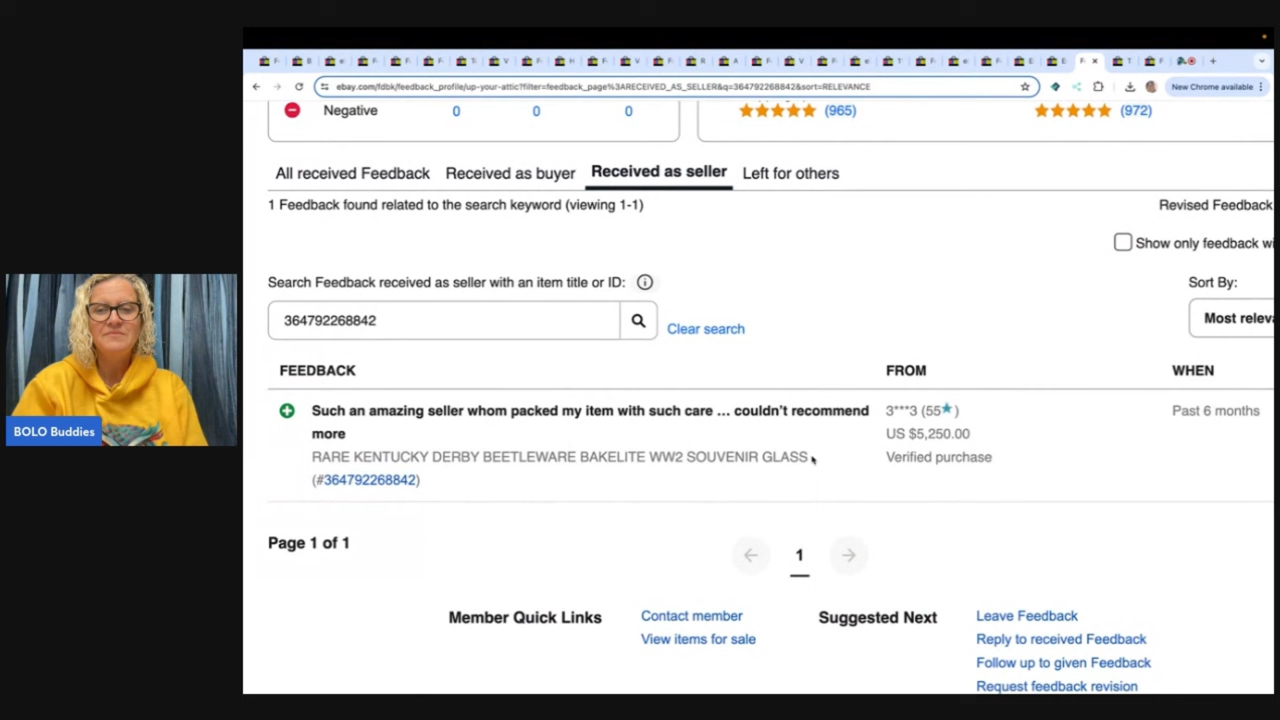 ebay.com/fdbk/feedback_profile/up-your-attic?filter=feedback_page%3ARECEIVED_AS_SELLER&q=364792268842&sort=RELEVANCE
New Chrome available
Negative 0 0 0
(965) (972)
All received Feedback Received as buyer Received as seller Left for others
1 Feedback found related to the search keyword (viewing 1-1) Revised Feedback
Show only feedback wi
Search Feedback received as seller with an item title or ID: Sort By:
364792268842 Clear search Most releva
FEEDBACK FROM WHEN
Such an amazing seller whom packed my item with such care ... couldn't recommend 3***3 (55 ) Past 6 months
more US $5,250.00
RARE KENTUCKY DERBY BEETLEWARE BAKELITE WW2 SOUVENIR GLASS Verified purchase
(#364792268842)
BOLO Buddies
Page 1 of 1 1
Member Quick Links Contact member Suggested Next Leave Feedback
View items for sale Reply to received Feedback
Follow up to given Feedback
Request feedback revision